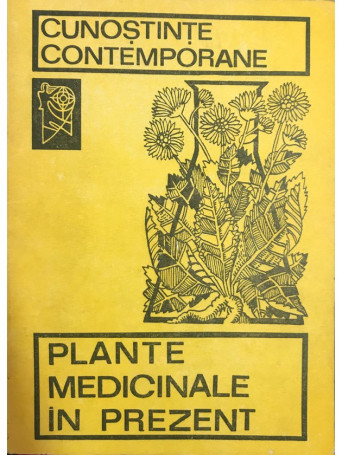 CUNOȘTINȚE
CONTEMPORANE
PLANTE
MEDICINALE
ÎN PREZENT